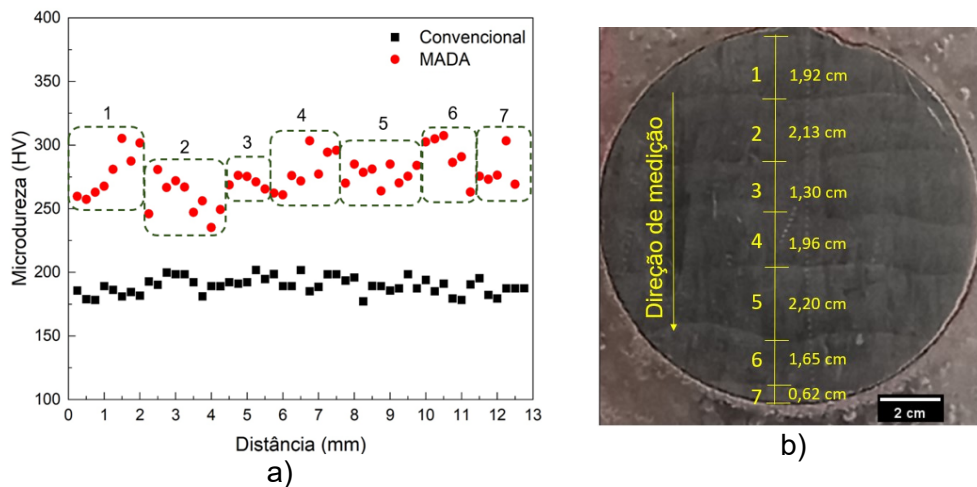 400
350
300
250
200
150
100
Microdureza (HV)
Convencional
MADA
1
2
3
4
5
6
7
0 1 2 3 4 5 6 7 8 9 10 11 12 13
Distância (mm)
a)
Direção de medição
1 1,92 cm
2 2,13 cm
3 1,30 cm
4 1,96 cm
5 2,20 cm
6 1,65 cm
7 0,62 cm
2 cm
b)